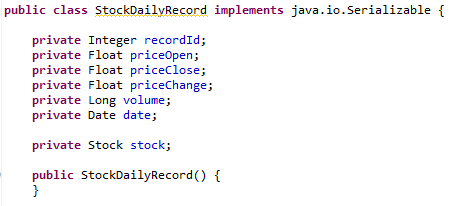 public class StockDailyRecord implements java.io.Serializable {
private Integer recordId;
private Float priceOpen;
private Float priceClose;
private Float priceChange;
private Long volume;
private Date date;
private Stock stock;
public StockDailyRecord() {
}